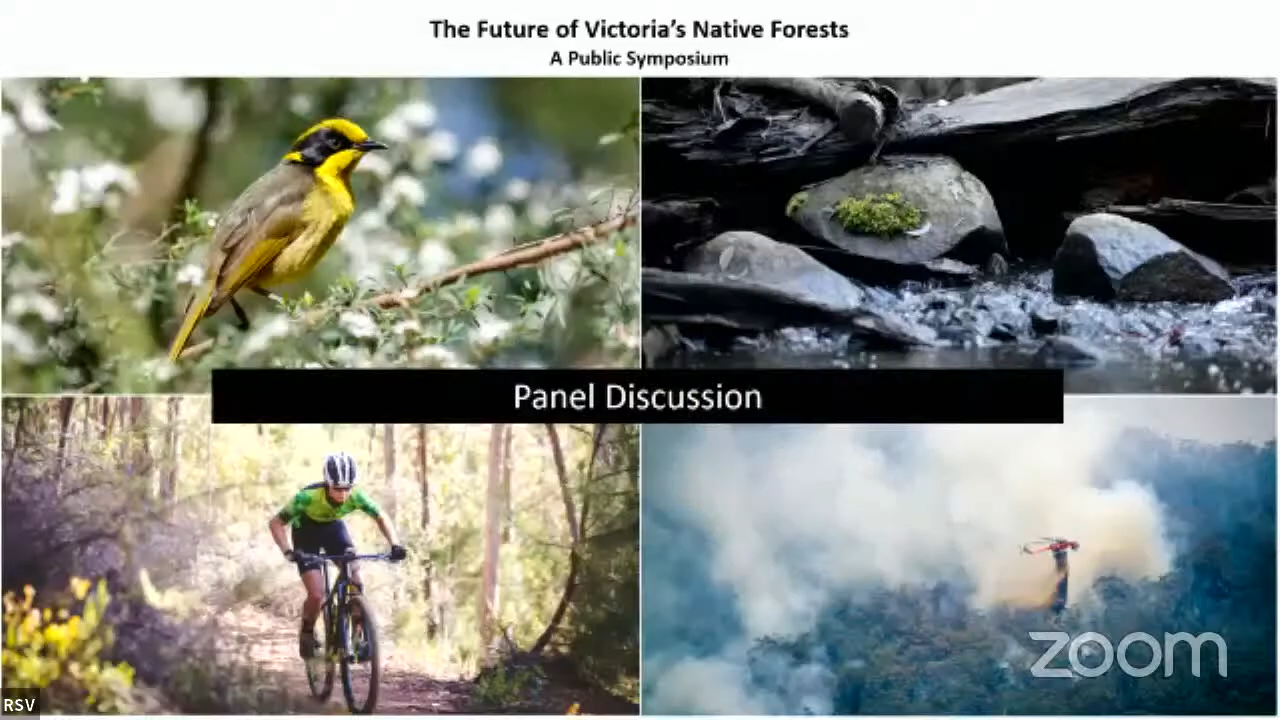 The Future of Victoria’s Native Forests
A Public Symposium
Panel Discussion
zoom
RSV